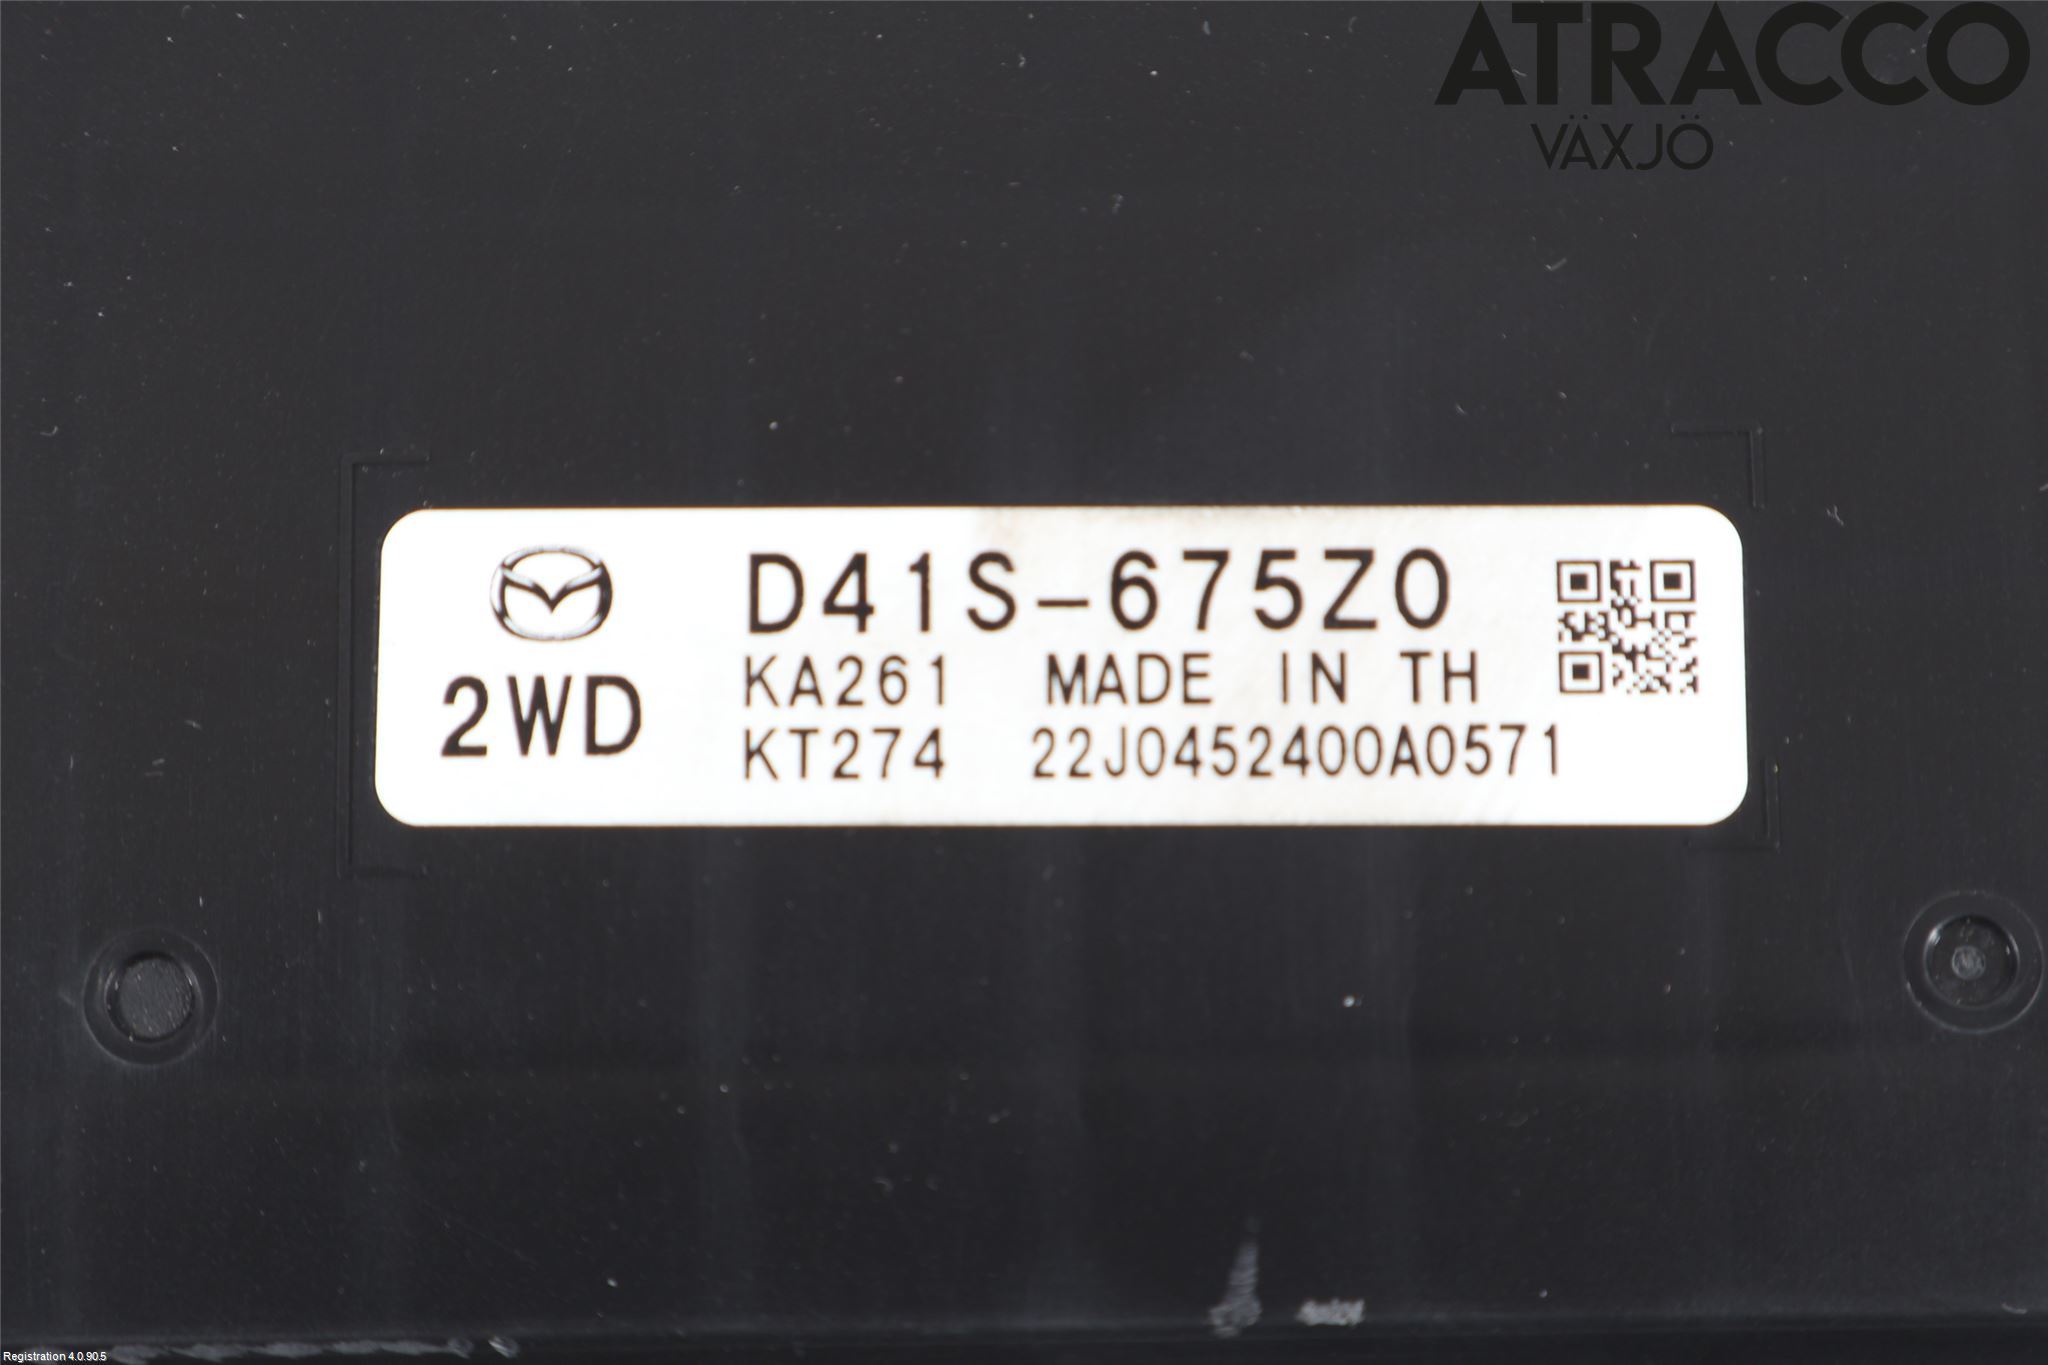 ATRACCO
VÄXJÖ
D41S-675Z0
2WD
KA261 MADE IN TH
KT274 22J0452400A0571
Registration 4.0.90.5